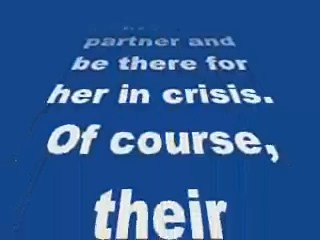 partner and
be there for
her in crisis.
Of course,
their